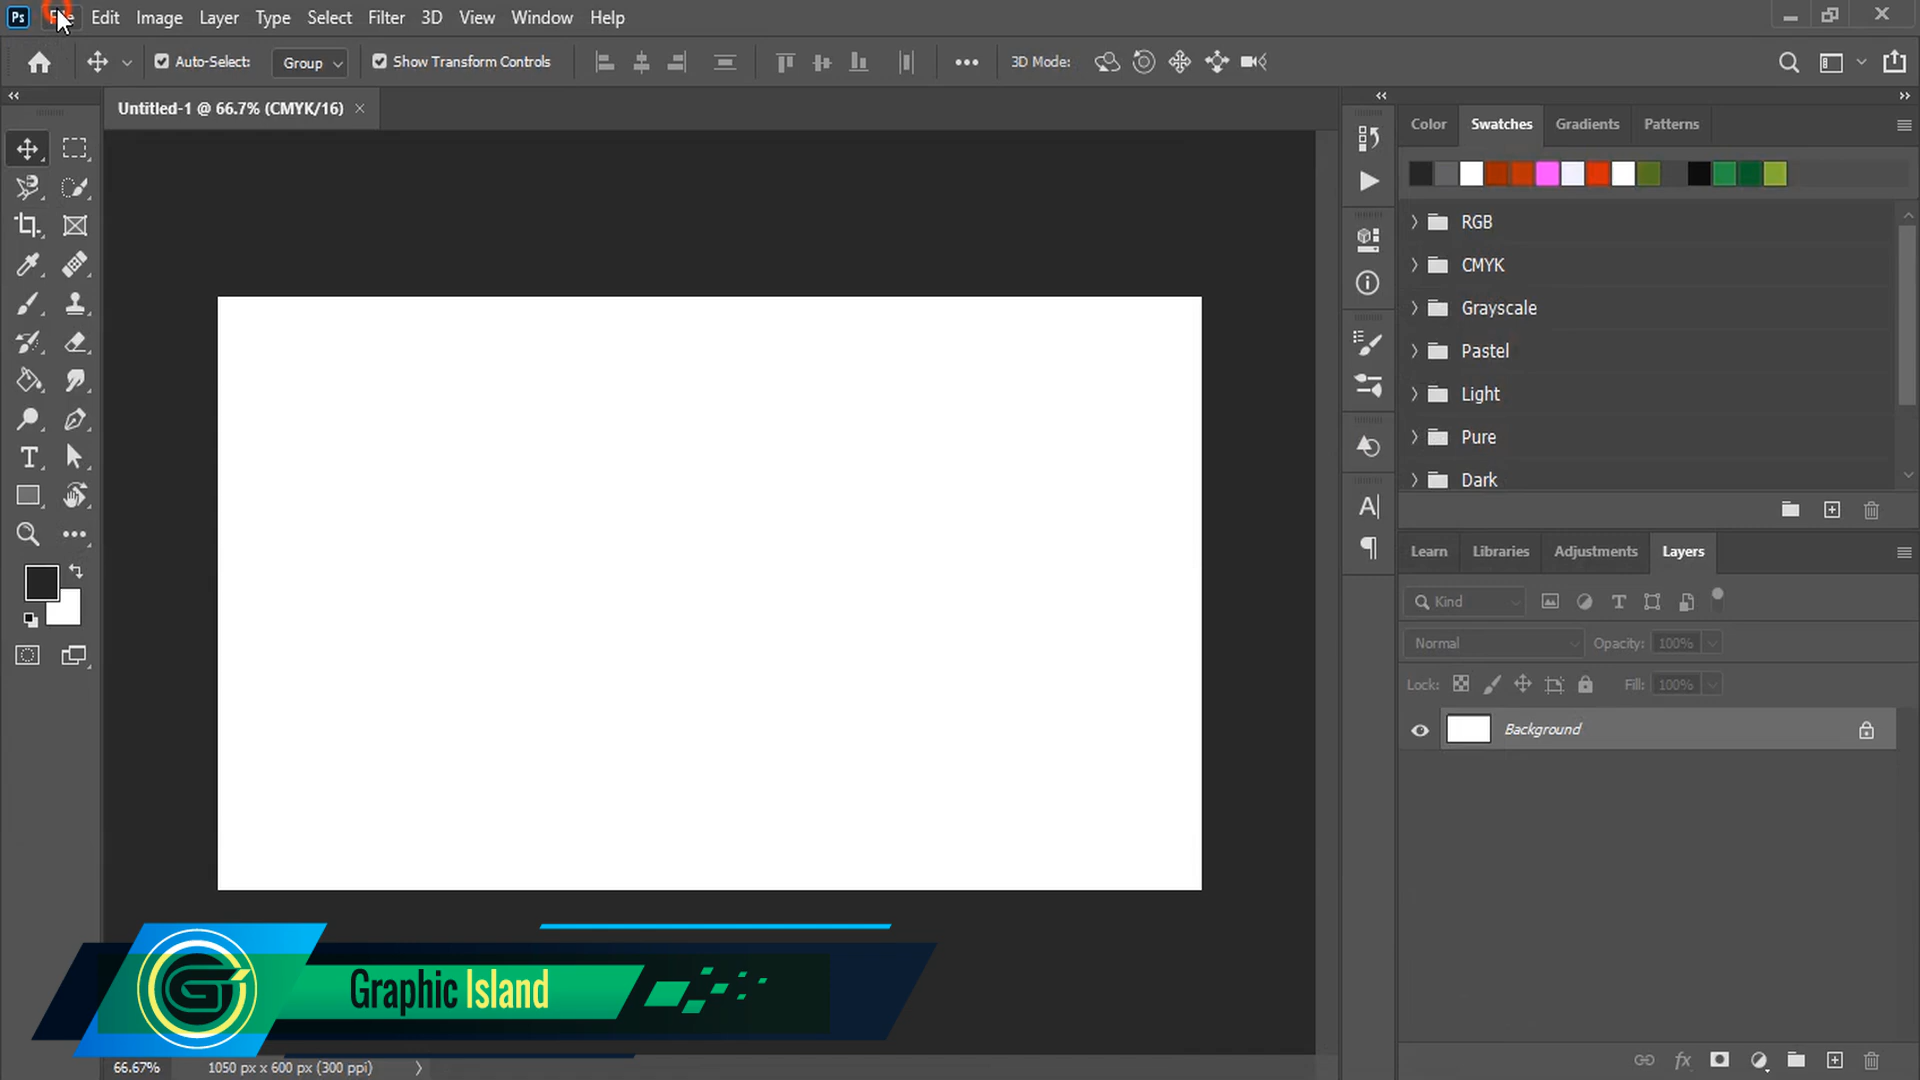 Ps File Edit Image Layer Type Select Filter 3D View Window Help
Auto-Select: Group Show Transform Controls 3D Mode:
Untitled-1 @ 66.7% (CMYK/16)
Color Swatches Gradients Patterns
RGB
CMYK
Grayscale
Pastel
Light
Pure
Dark
Learn Libraries Adjustments Layers
Kind
Normal Opacity: 100%
Lock: Fill: 100%
Background
Graphic Island
66.67% 1050 px x 600 px (300 ppi)